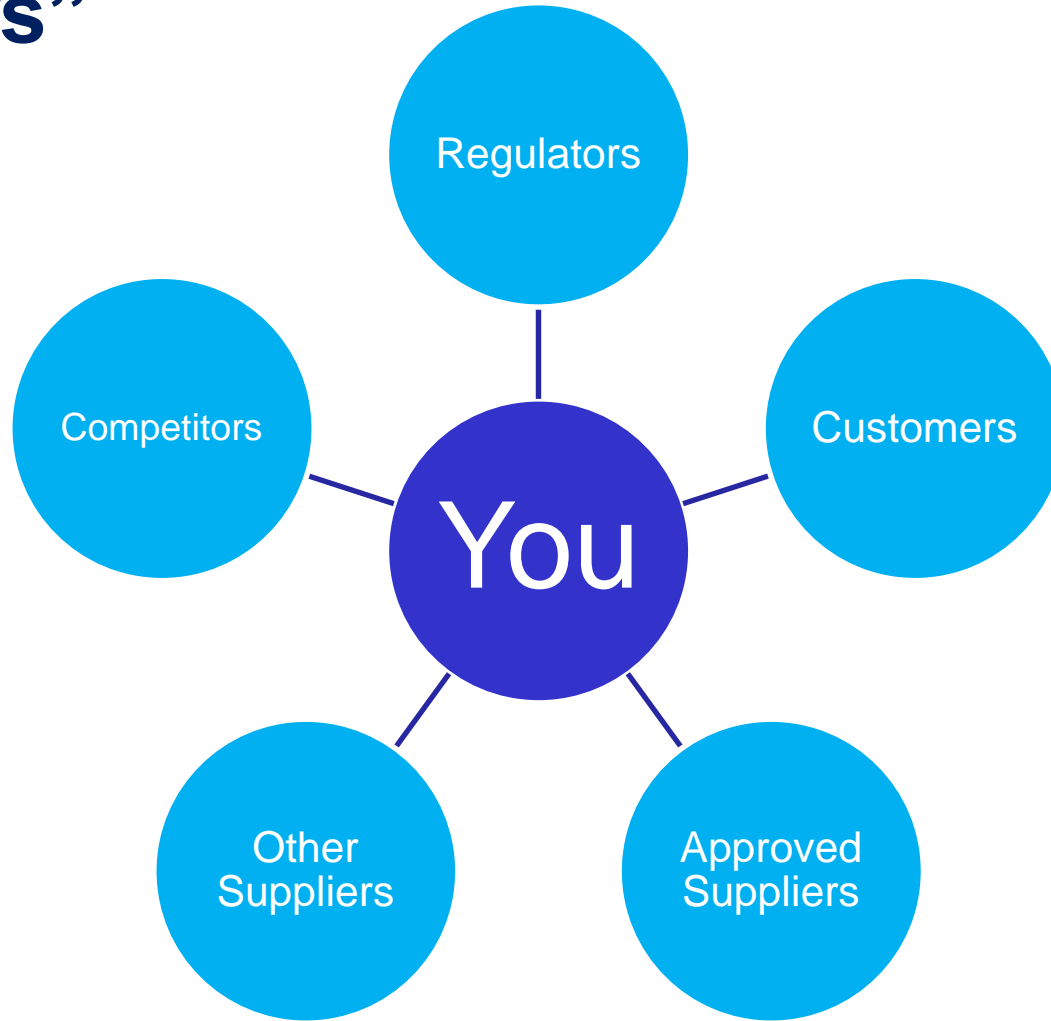 s”
Regulators
Competitors
Customers
You
Other
Suppliers
Approved
Suppliers